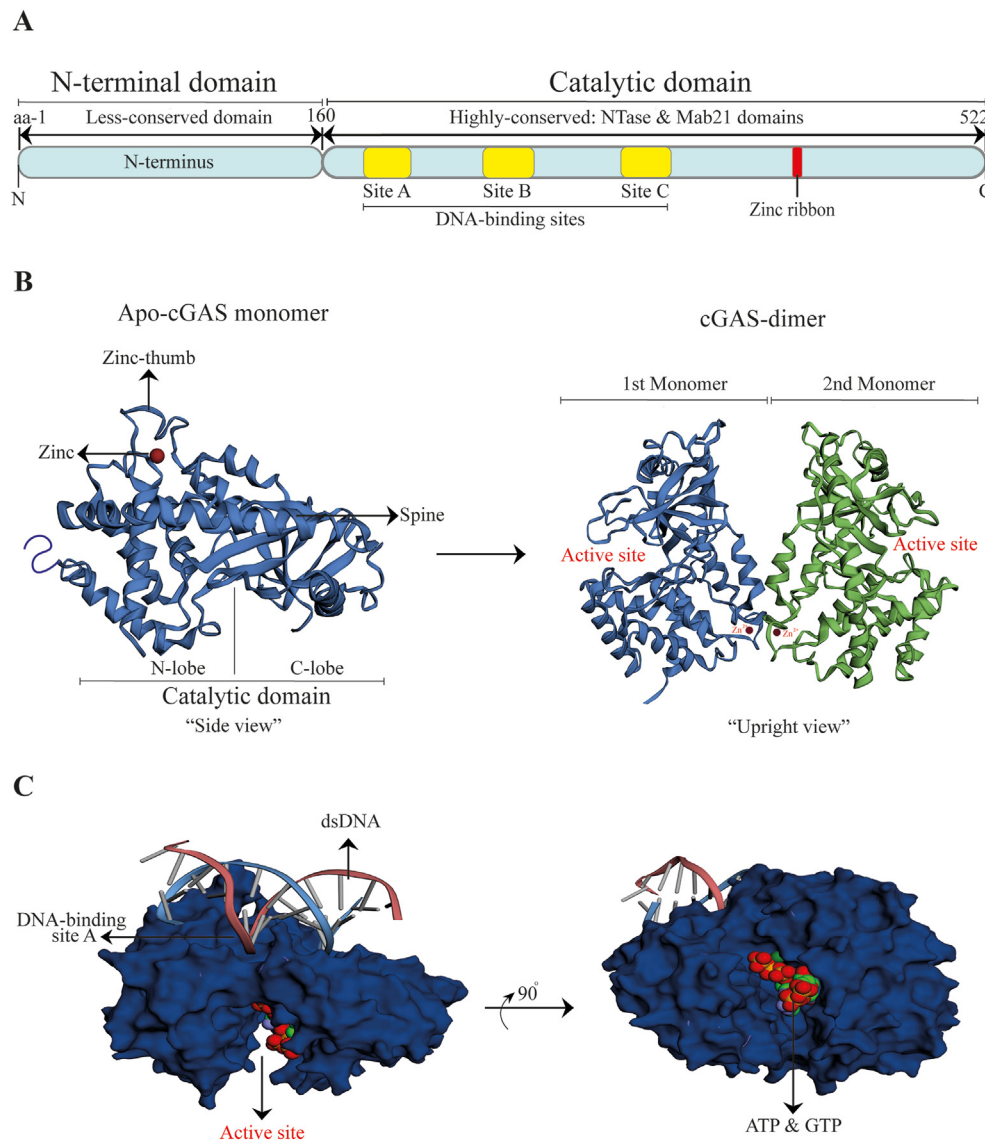 A
N-terminal domain
Catalytic domain
aa-1
Less-conserved domain
160
Highly-conserved: NTase & Mab21 domains
522
N-terminus
N
Site A
Site B
Site C
C
Zinc ribbon
DNA-binding sites
B
Apo-cGAS monomer
cGAS-dimer
Zinc-thumb
1st Monomer
2nd Monomer
Zinc
Spine
Active site
Active site
Zn²⁺
Zn²⁺
N-lobe
C-lobe
Catalytic domain
“Side view”
“Upright view”
C
dsDNA
DNA-binding
site A
90°
Active site
ATP & GTP